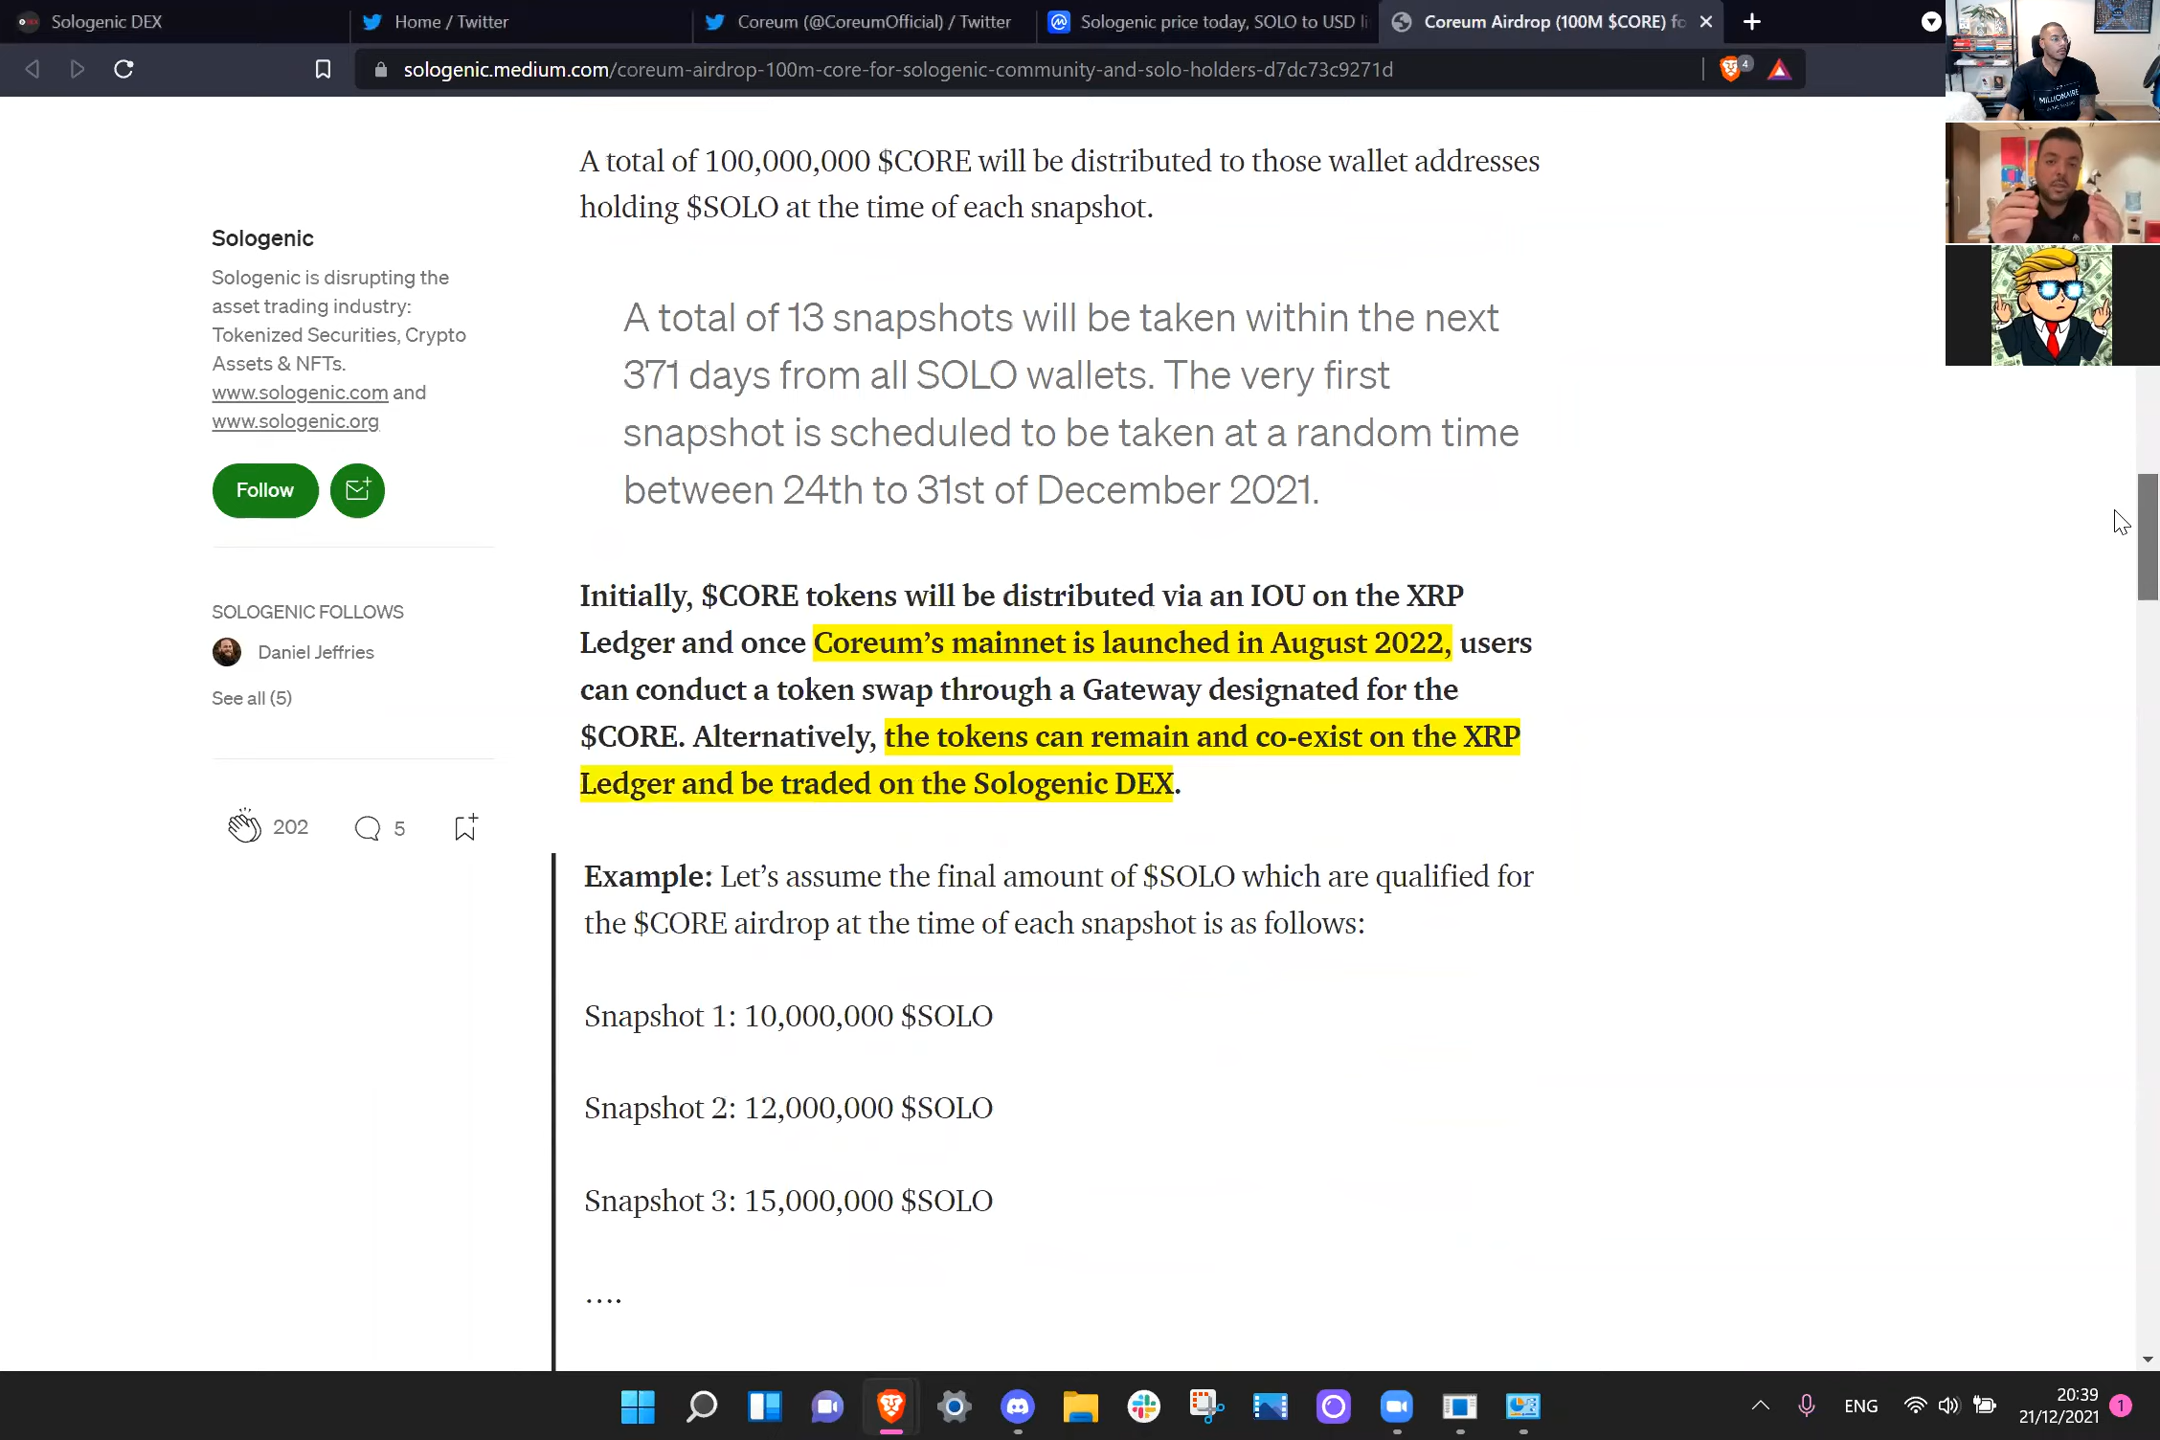 Sologenic DEX
Home / Twitter
Coreum (@CoreumOfficial) / Twitter
Sologenic price today, SOLO to USD li
Coreum Airdrop (100M $CORE) fo
sologenic.medium.com/coreum-airdrop-100m-core-for-sologenic-community-and-solo-holders-d7dc73c9271d
4
MILLIONAIRE
A total of 100,000,000 $CORE will be distributed to those wallet addresses
holding $SOLO at the time of each snapshot.
Sologenic
Sologenic is disrupting the
asset trading industry:
Tokenized Securities, Crypto
Assets & NFTs.
www.sologenic.com and
www.sologenic.org
Follow
SOLOGENIC FOLLOWS
Daniel Jeffries
See all (5)
202
5
A total of 13 snapshots will be taken within the next
371 days from all SOLO wallets. The very first
snapshot is scheduled to be taken at a random time
between 24th to 31st of December 2021.
Initially, $CORE tokens will be distributed via an IOU on the XRP
Ledger and once Coreum’s mainnet is launched in August 2022, users
can conduct a token swap through a Gateway designated for the
$CORE. Alternatively, the tokens can remain and co-exist on the XRP
Ledger and be traded on the Sologenic DEX.
Example: Let’s assume the final amount of $SOLO which are qualified for
the $CORE airdrop at the time of each snapshot is as follows:
Snapshot 1: 10,000,000 $SOLO
Snapshot 2: 12,000,000 $SOLO
Snapshot 3: 15,000,000 $SOLO
….
ENG
20:39
21/12/2021
1